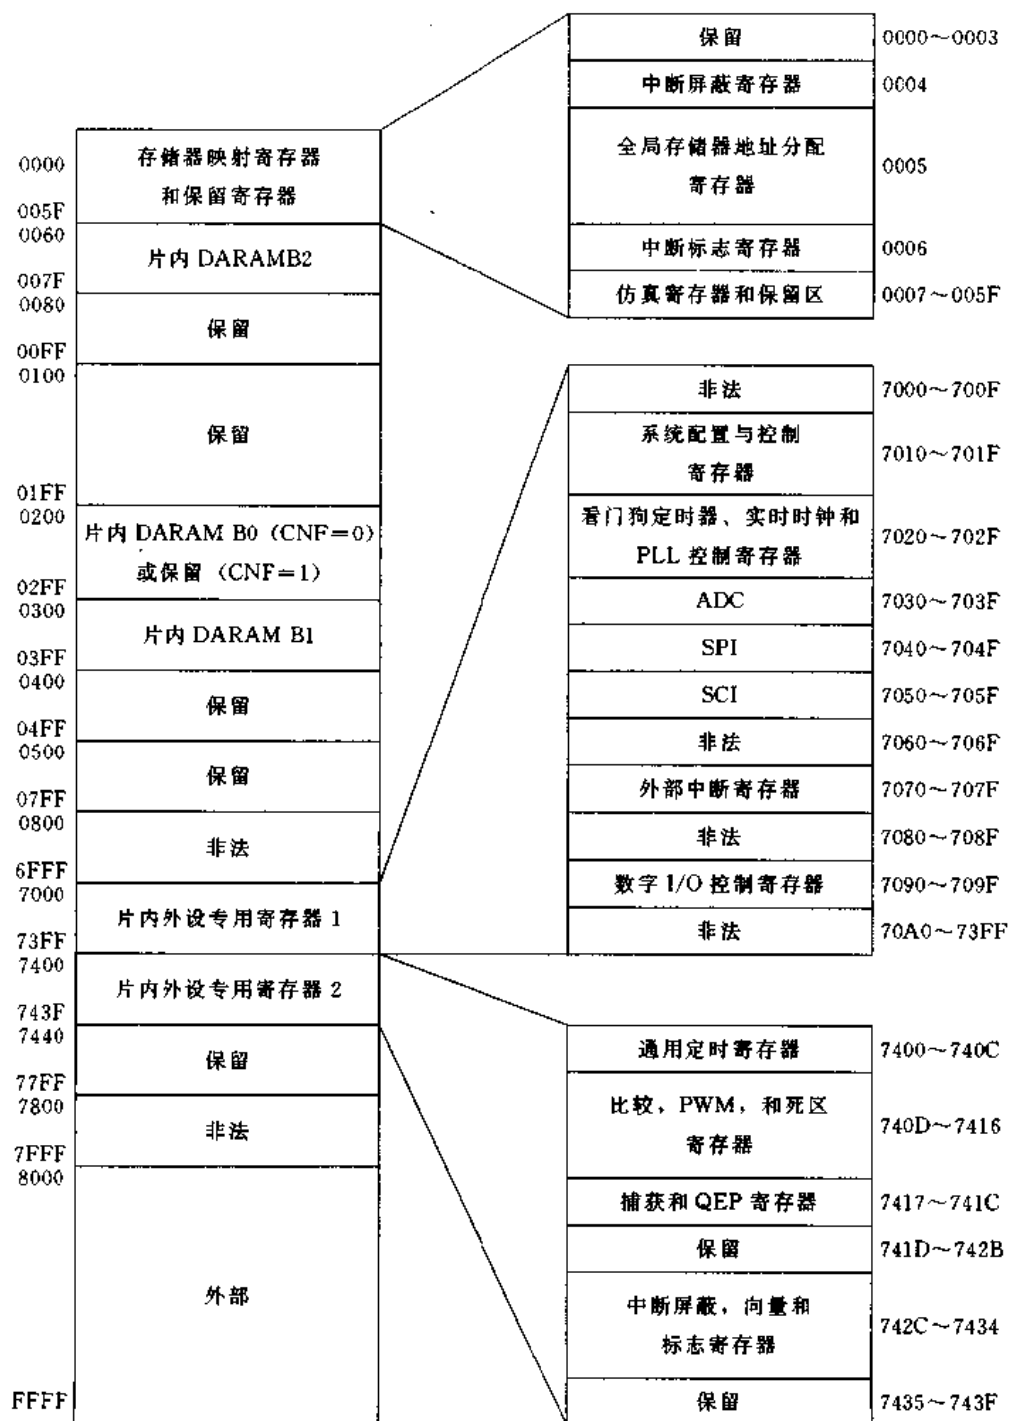 0000
存储器映射寄存器
和保留寄存器
005F
0060
片内 DARAMB2
007F
0080
保留
00FF
0100
保留
01FF
0200
片内 DARAM B0 (CNF=0)
或保留 (CNF=1)
02FF
0300
片内 DARAM B1
03FF
0400
保留
04FF
0500
保留
07FF
0800
非法
6FFF
7000
片内外设专用寄存器 1
73FF
7400
片内外设专用寄存器 2
743F
7440
保留
77FF
7800
非法
7FFF
8000
外部
FFFF
保留 0000～0003
中断屏蔽寄存器 0004
全局存储器地址分配
寄存器 0005
中断标志寄存器 0006
仿真寄存器和保留区 0007～005F
非法 7000～700F
系统配置与控制
寄存器 7010～701F
看门狗定时器、实时时钟和
PLL 控制寄存器 7020～702F
ADC 7030～703F
SPI 7040～704F
SCI 7050～705F
非法 7060～706F
外部中断寄存器 7070～707F
非法 7080～708F
数字 I/O 控制寄存器 7090～709F
非法 70A0～73FF
通用定时寄存器 7400～740C
比较，PWM，和死区
寄存器 740D～7416
捕获和 QEP 寄存器 7417～741C
保留 741D～742B
中断屏蔽，向量和
标志寄存器 742C～7434
保留 7435～743F